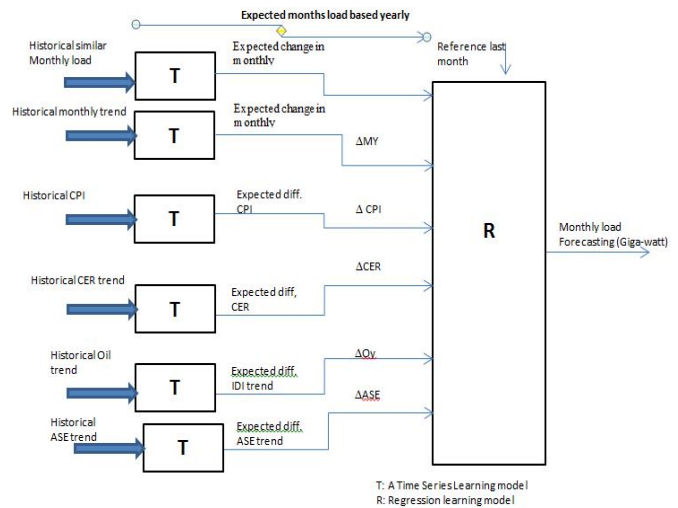 Expected months load based yearly
Historical similar
Monthly load
T
Expected change in
monthly
Reference last
month
Historical monthly trend
T
Expected change in
monthly
ΔMY
Historical CPI
T
Expected diff.
CPI
Δ CPI
R
Monthly load
Forecasting (Giga-watt)
Historical CER trend
T
Expected diff,
CER
ΔCER
Historical Oil
trend
T
Expected diff,
IDI trend
ΔOy
Historical
ASE trend
T
Expected diff.
ASE trend
ΔASE
T: A Time Series Learning model
R: Regression learning model